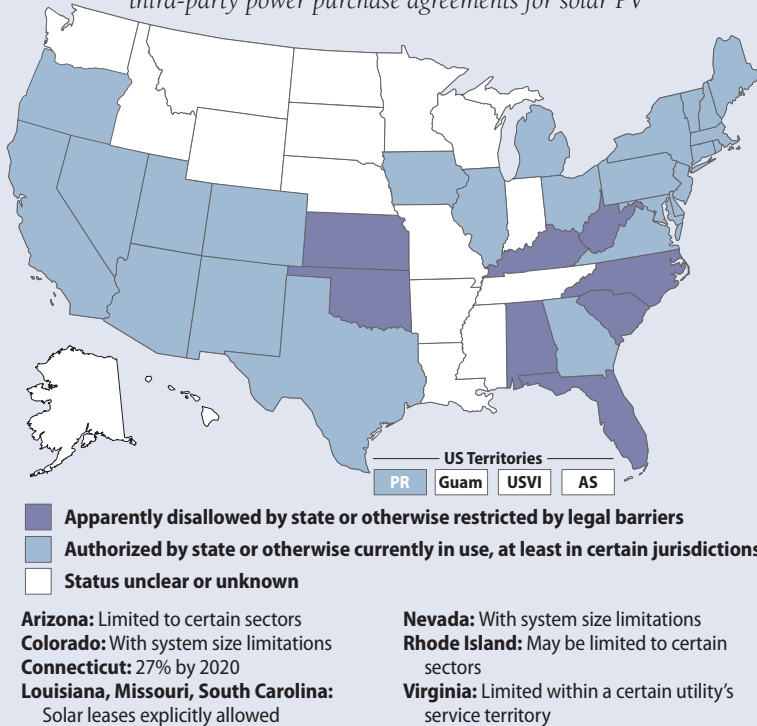 third-party power purchase agreements for solar PV
US Territories
PR Guam USVI AS
Apparently disallowed by state or otherwise restricted by legal barriers
Authorized by state or otherwise currently in use, at least in certain jurisdictions
Status unclear or unknown
Arizona: Limited to certain sectors
Colorado: With system size limitations
Connecticut: 27% by 2020
Louisiana, Missouri, South Carolina:
Solar leases explicitly allowed
Nevada: With system size limitations
Rhode Island: May be limited to certain
sectors
Virginia: Limited within a certain utility's
service territory